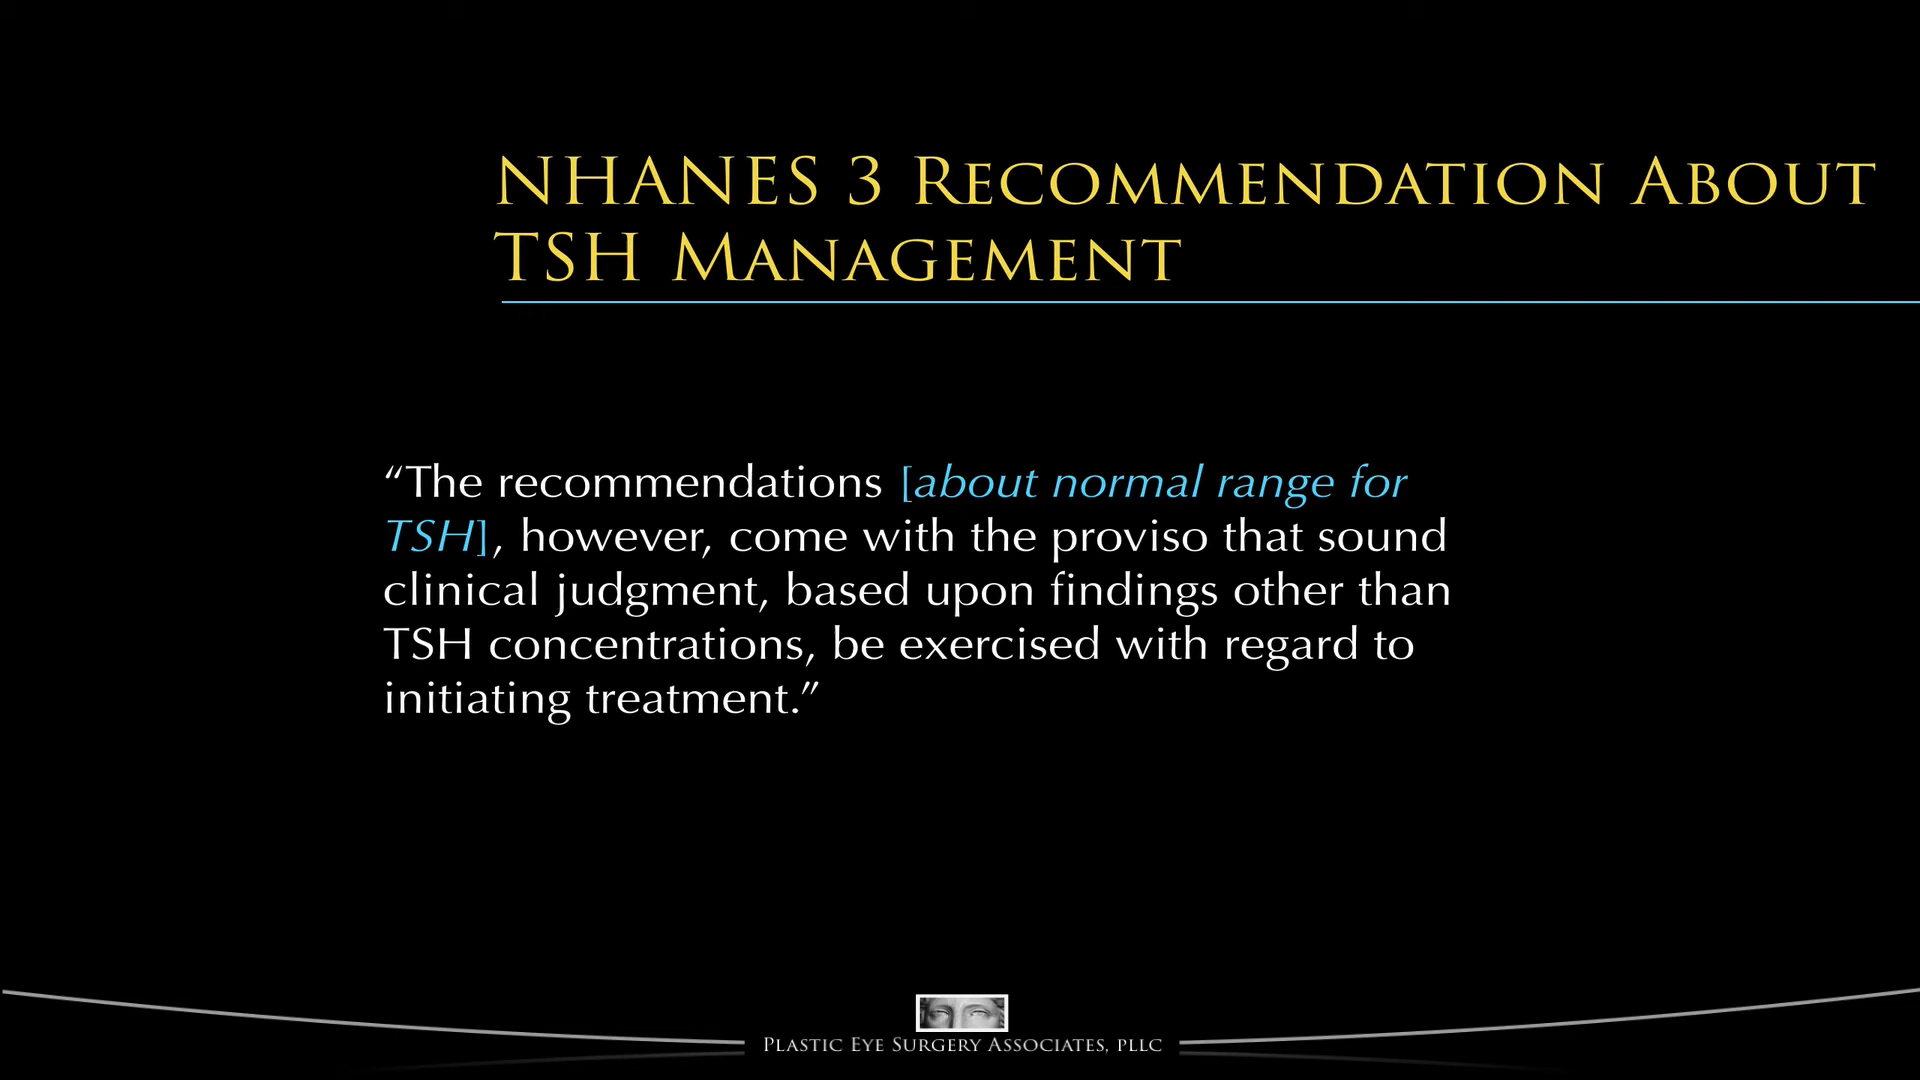 NHANES 3 Recommendation About
TSH Management
“The recommendations [about normal range for
TSH], however, come with the proviso that sound
clinical judgment, based upon findings other than
TSH concentrations, be exercised with regard to
initiating treatment.”
Plastic Eye Surgery Associates, pllc